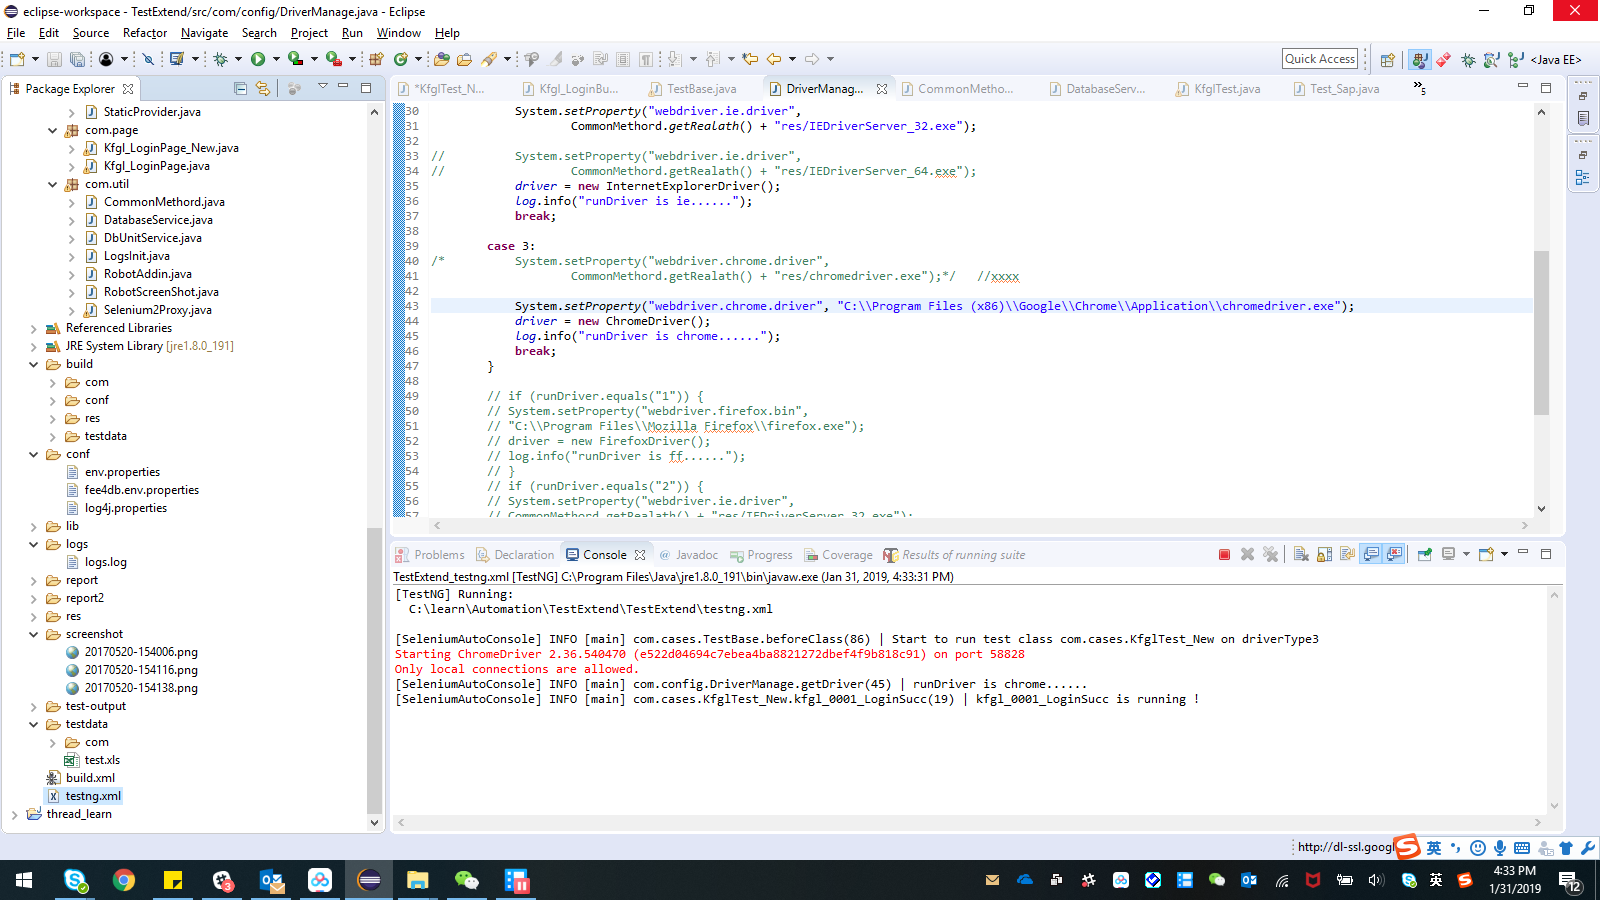 eclipse-workspace - TestExtend/src/com/config/DriverManage.java - Eclipse
File Edit Source Refactor Navigate Search Project Run Window Help
Quick Access
<Java EE>
Package Explorer
StaticProvider.java
com.page
Kfgl_LoginPage_New.java
Kfgl_LoginPage.java
com.util
CommonMethord.java
DatabaseService.java
DbUnitService.java
LogsInit.java
RobotAddin.java
RobotScreenShot.java
Selenium2Proxy.java
Referenced Libraries
JRE System Library [jre1.8.0_191]
build
com
conf
res
testdata
conf
env.properties
fee4db.env.properties
log4j.properties
lib
logs
logs.log
report
report2
res
screenshot
20170520-154006.png
20170520-154116.png
20170520-154138.png
test-output
testdata
com
test.xls
build.xml
testng.xml
thread_learn
*KfglTest_N... Kfgl_LoginBu... TestBase.java DriverManag... CommonMetho... DatabaseServ... KfglTest.java Test_Sap.java »5
30 System.setProperty("webdriver.ie.driver",
31 CommonMethord.getRealath() + "res/IEDriverServer_32.exe");
32
33 // System.setProperty("webdriver.ie.driver",
34 // CommonMethord.getRealath() + "res/IEDriverServer_64.exe");
35 driver = new InternetExplorerDriver();
36 log.info("runDriver is ie......");
37 break;
38
39 case 3:
40 /* System.setProperty("webdriver.chrome.driver",
41 CommonMethord.getRealath() + "res/chromedriver.exe");*/ //xxxx
42
43 System.setProperty("webdriver.chrome.driver", "C:\\Program Files (x86)\\Google\\Chrome\\Application\\chromedriver.exe");
44 driver = new ChromeDriver();
45 log.info("runDriver is chrome......");
46 break;
47 }
48
49 // if (runDriver.equals("1")) {
50 // System.setProperty("webdriver.firefox.bin",
51 // "C:\\Program Files\\Mozilla Firefox\\firefox.exe");
52 // driver = new FirefoxDriver();
53 // log.info("runDriver is ff......");
54 // }
55 // if (runDriver.equals("2")) {
56 // System.setProperty("webdriver.ie.driver",
57 // CommonMethord.getRealath() + "res/IEDriverServer_32.exe");
Problems Declaration Console Javadoc Progress Coverage Results of running suite
TestExtend_testng.xml [TestNG] C:\Program Files\Java\jre1.8.0_191\bin\javaw.exe (Jan 31, 2019, 4:33:31 PM)
[TestNG] Running:
C:\learn\Automation\TestExtend\TestExtend\testng.xml
[SeleniumAutoConsole] INFO [main] com.cases.TestBase.beforeClass(86) | Start to run test class com.cases.KfglTest_New on driverType3
Starting ChromeDriver 2.36.540470 (e522d04694c7ebea4ba8821272dbef4f9b818c91) on port 58828
Only local connections are allowed.
[SeleniumAutoConsole] INFO [main] com.config.DriverManage.getDriver(45) | runDriver is chrome......
[SeleniumAutoConsole] INFO [main] com.cases.KfglTest_New.kfgl_0001_LoginSucc(19) | kfgl_0001_LoginSucc is running !
http://dl-ssl.googl
英
3
英
4:33 PM
1/31/2019
12